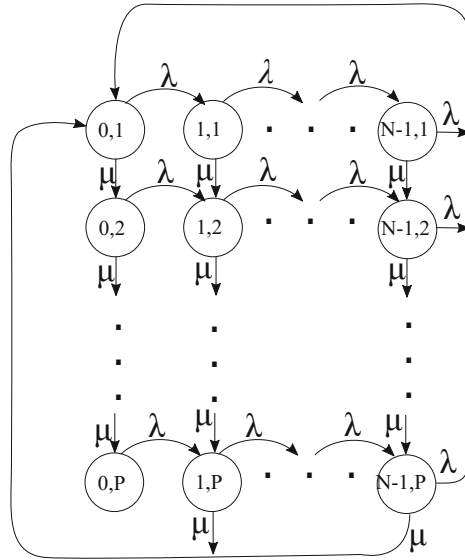 λ λ λ
0,1 1,1 . . . N-1,1 λ
μ μ μ
λ λ λ
0,2 1,2 . . . N-1,2 λ
μ μ μ
. . .
. . .
. . .
μ μ μ
λ λ λ
0,P 1,P . . . N-1,P λ
μ μ